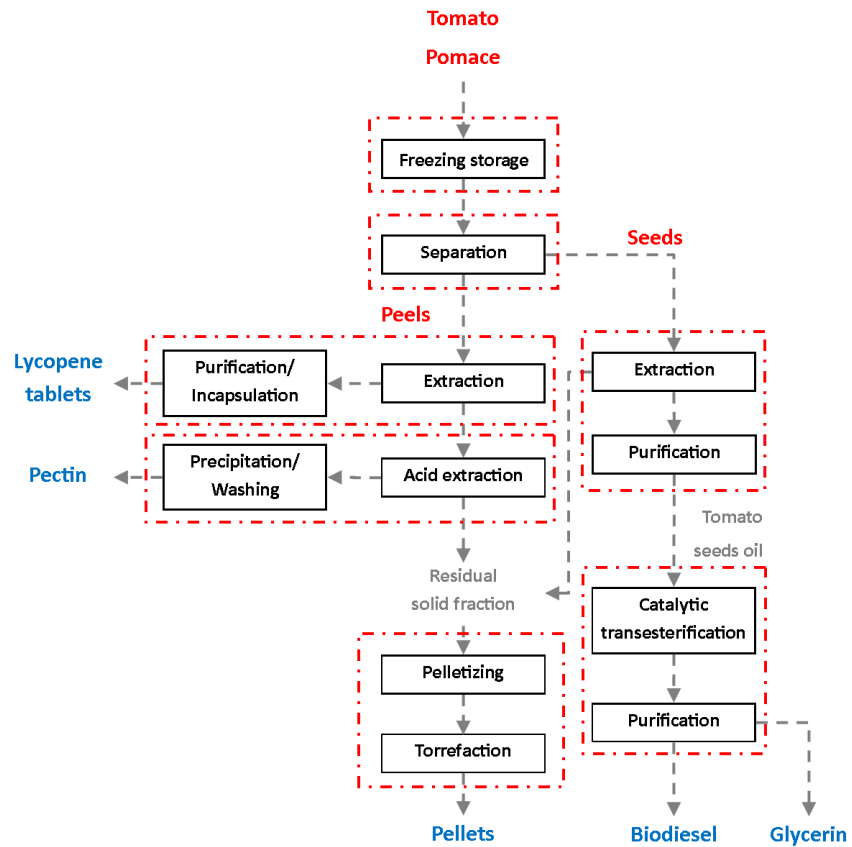 Tomato
Pomace
Freezing storage
Separation
Seeds
Peels
Lycopene
tablets
Purification/
Incapsulation
Extraction
Extraction
Pectin
Precipitation/
Washing
Acid extraction
Purification
Tomato
seeds oil
Residual
solid fraction
Catalytic
transesterification
Pelletizing
Purification
Torrefaction
Pellets
Biodiesel
Glycerin